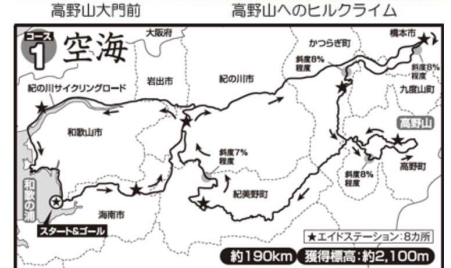 高野山大門前
高野山へのヒルクライム
コース
1 空海
大阪府
橋本市
かつらぎ町
斜度8%
程度
斜度8%
程度
紀の川サイクリングロード
岩出市
紀の川市
九度山町
和歌山市
高野山
斜度7%
程度
高野町
和歌の浦
紀美野町
斜度8%
程度
海南市
スタート&ゴール
★エイドステーション:8カ所
約190km
獲得標高:約2,100m